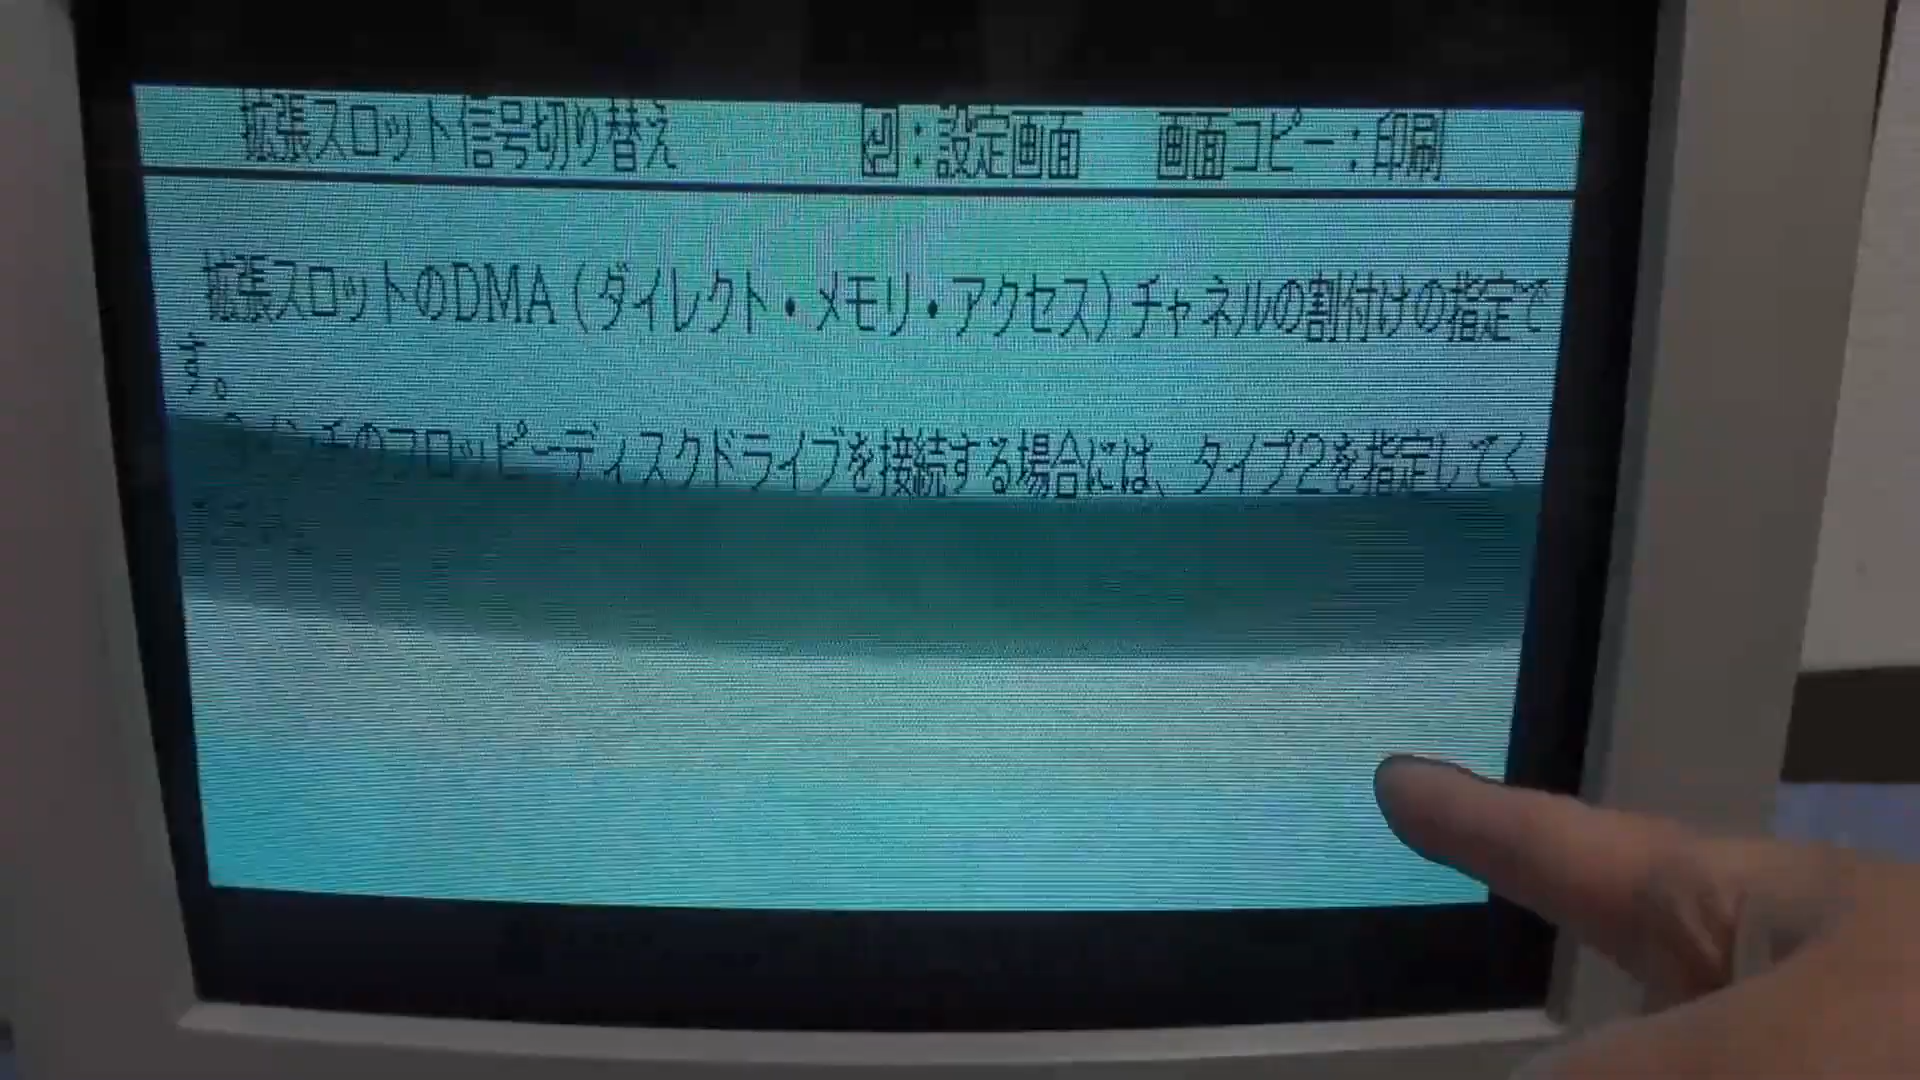 拡張スロット信号切り替え
↵：設定画面　画面コピー：印刷
拡張スロットのDMA（ダイレクト・メモリ・アクセス）チャネルの割付けの指定で
す。
インチのフロッピーディスクドライブを接続する場合には、タイプ2を指定してく